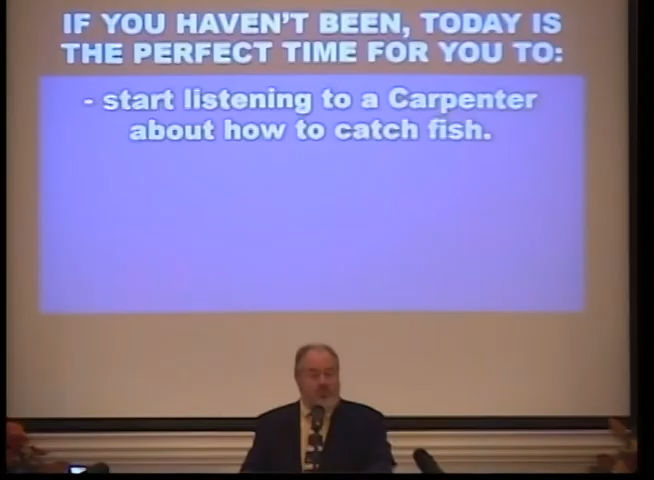 IF YOU HAVEN'T BEEN, TODAY IS
THE PERFECT TIME FOR YOU TO:
- start listening to a Carpenter
about how to catch fish.